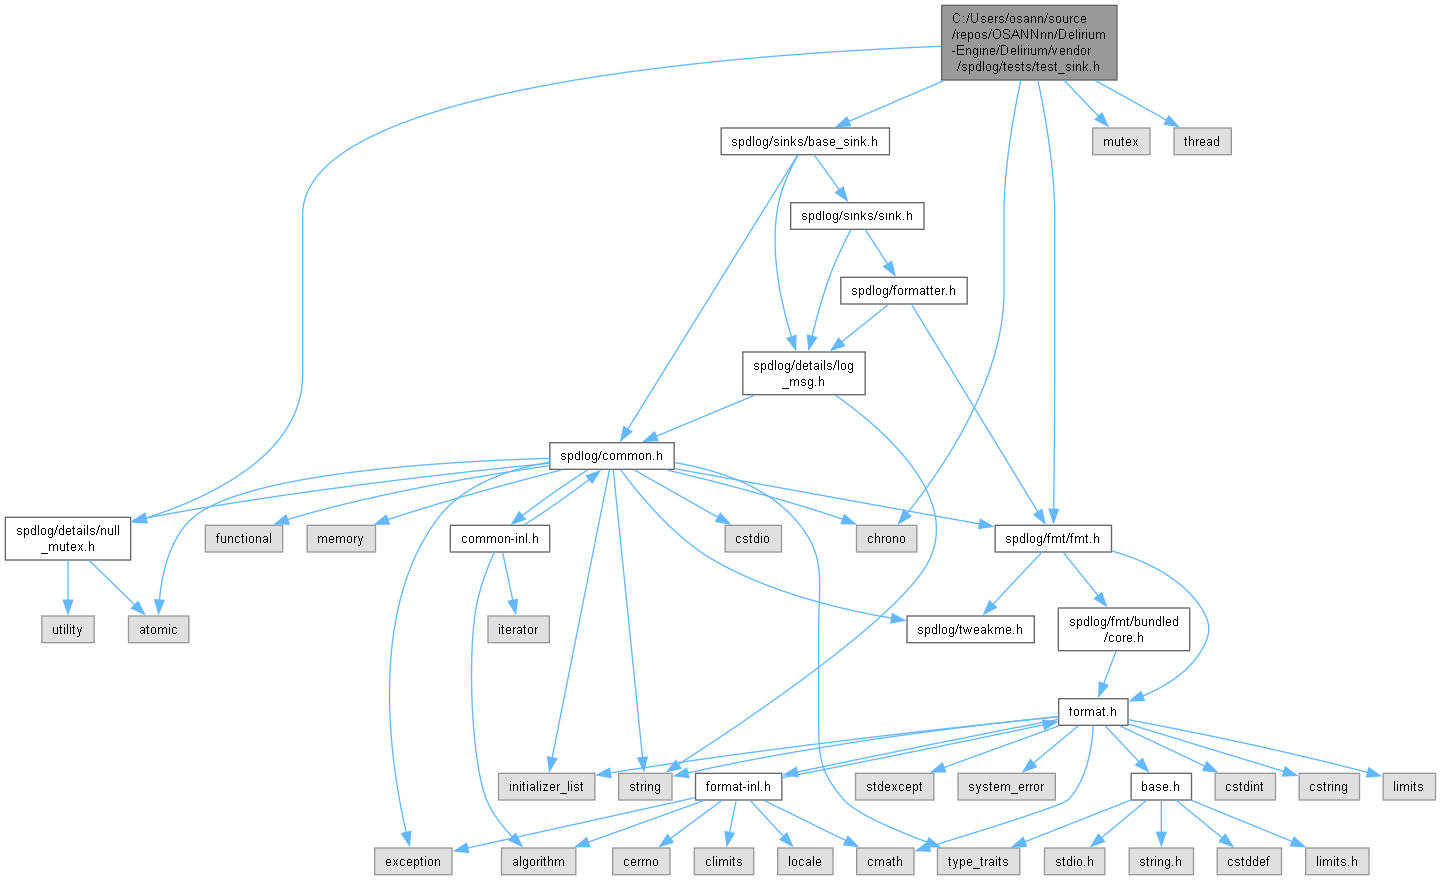 C:/Users/osann/source
/repos/OSANNnn/Delirium
-Engine/Delirium/vendor
/spdlog/tests/test_sink.h
spdlog/sinks/base_sink.h
mutex
thread
spdlog/sinks/sink.h
spdlog/formatter.h
spdlog/details/log
_msg.h
spdlog/common.h
spdlog/details/null
_mutex.h
functional
memory
common-inl.h
cstdio
chrono
spdlog/fmt/fmt.h
utility
atomic
iterator
spdlog/tweakme.h
spdlog/fmt/bundled
/core.h
format.h
initializer_list
string
format-inl.h
stdexcept
system_error
base.h
cstdint
cstring
limits
exception
algorithm
cerrno
climits
locale
cmath
type_traits
stdio.h
string.h
cstddef
limits.h